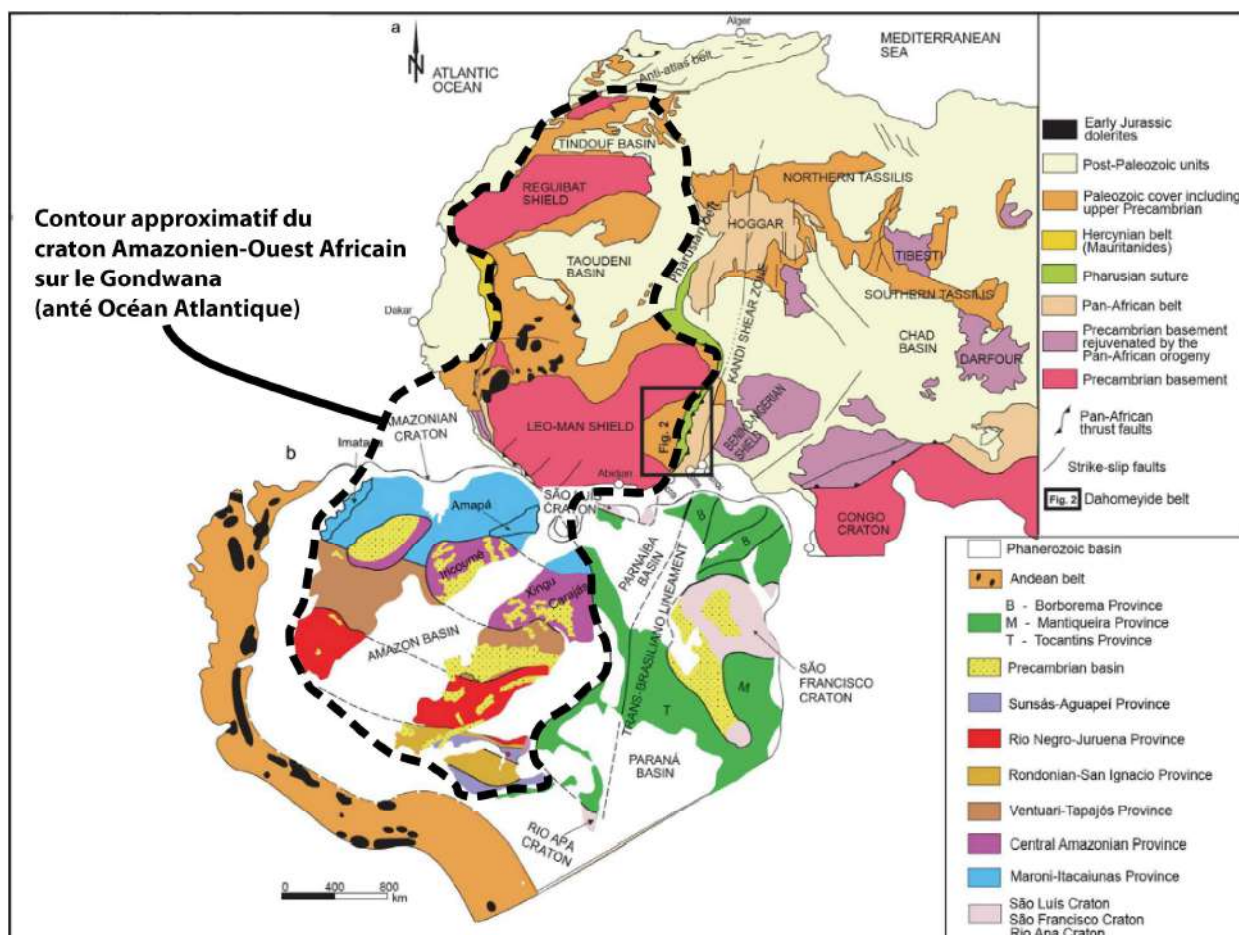 a
Alger
MEDITERRANEAN
SEA
N
ATLANTIC
OCEAN
Anti-atlas belt
TINDOUF BASIN
REGUIBAT
SHIELD
NORTHERN TASSILIS
HOGGAR
Pharusian belt
TIBESTI
TAOUDENI
BASIN
SOUTHERN TASSILIS
Dakar
KANDI SHEAR ZONE
CHAD
BASIN
DARFOUR
Contour approximatif du
craton Amazonien-Ouest Africain
sur le Gondwana
(anté Océan Atlantique)
LEO-MAN SHIELD
Fig. 2
BENINO-NIGERIAN
SHIELD
Abidjan
CONGO
CRATON
Early Jurassic
dolerites
Post-Paleozoic units
Paleozoic cover including
upper Precambrian
Hercynian belt
(Mauritanides)
Pharusian suture
Pan-African belt
Precambrian basement
rejuvenated by the
Pan-African orogeny
Precambrian basement
Pan-African
thrust faults
Strike-slip faults
Fig. 2 Dahomeyide belt
b
AMAZONIAN
CRATON
Imataca
Amapá
SÃO LUÍS
CRATON
Iricoumé
Xingu
Carajás
AMAZON BASIN
PARNAÍBA
BASIN
B
B
TRANS-BRASILIANO LINEAMENT
SÃO
FRANCISCO
CRATON
M
T
PARANÁ
BASIN
RIO APA
CRATON
0 400 800
km
Phanerozoic basin
Andean belt
B - Borborema Province
M - Mantiqueira Province
T - Tocantins Province
Precambrian basin
Sunsás-Aguapeí Province
Rio Negro-Juruena Province
Rondonian-San Ignacio Province
Ventuari-Tapajós Province
Central Amazonian Province
Maroni-Itacaiunas Province
São Luís Craton
São Francisco Craton
Rio Apa Craton